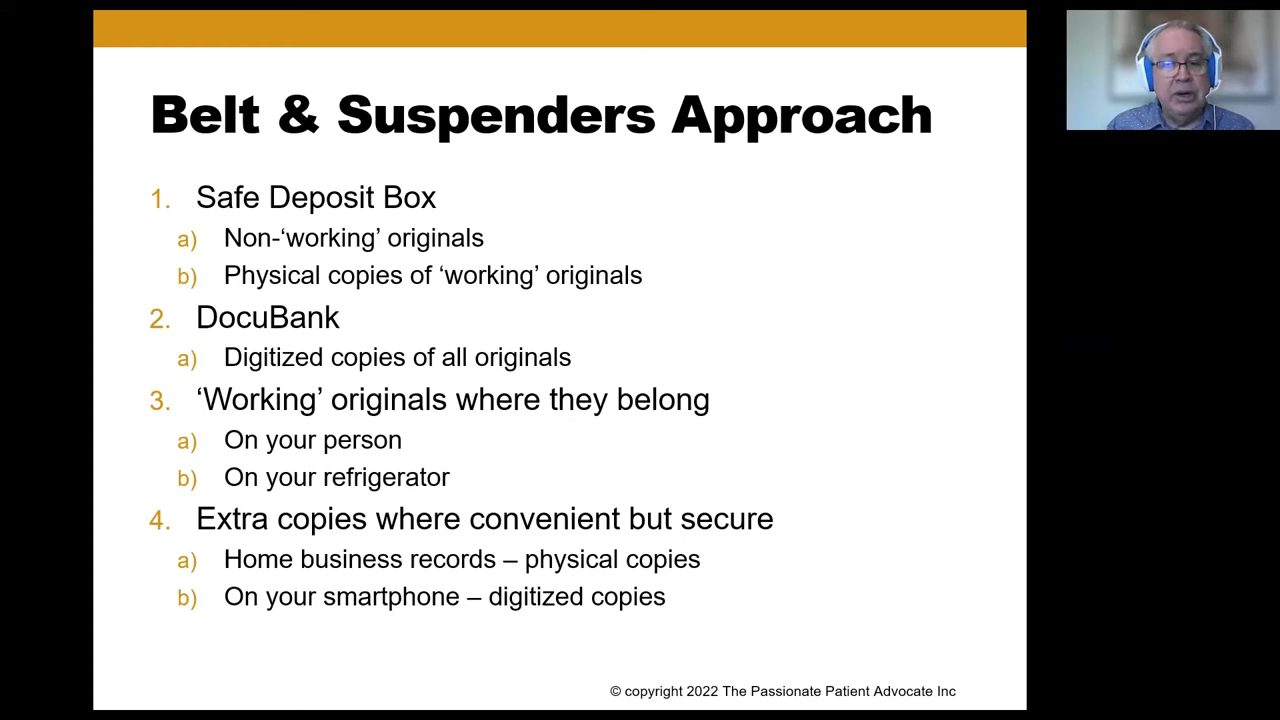 Belt & Suspenders Approach
1. Safe Deposit Box
a) Non-‘working’ originals
b) Physical copies of ‘working’ originals
2. DocuBank
a) Digitized copies of all originals
3. ‘Working’ originals where they belong
a) On your person
b) On your refrigerator
4. Extra copies where convenient but secure
a) Home business records – physical copies
b) On your smartphone – digitized copies
© copyright 2022 The Passionate Patient Advocate Inc